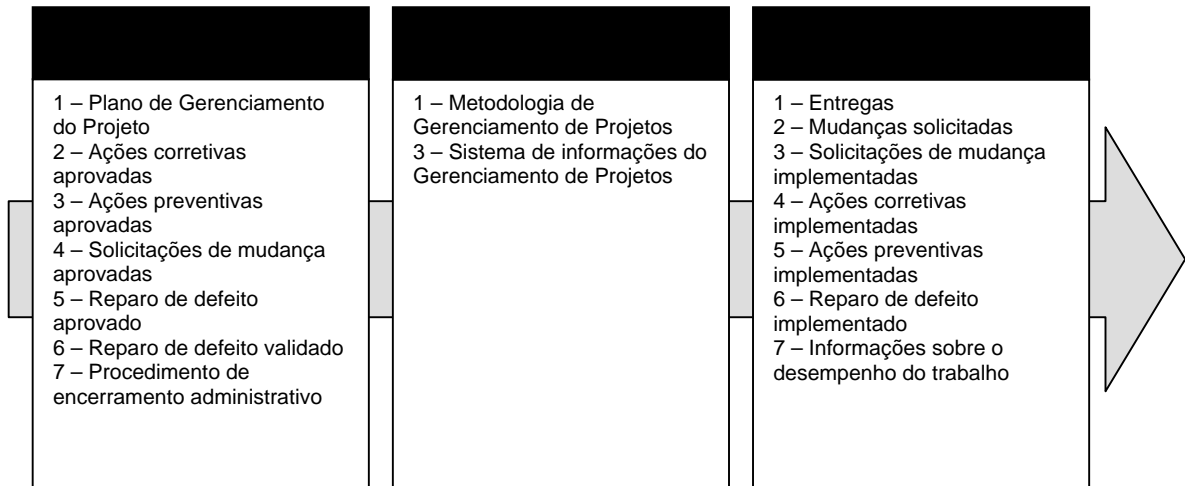 1 – Plano de Gerenciamento
do Projeto
2 – Ações corretivas
aprovadas
3 – Ações preventivas
aprovadas
4 – Solicitações de mudança
aprovadas
5 – Reparo de defeito
aprovado
6 – Reparo de defeito validado
7 – Procedimento de
encerramento administrativo
1 – Metodologia de
Gerenciamento de Projetos
3 – Sistema de informações do
Gerenciamento de Projetos
1 – Entregas
2 – Mudanças solicitadas
3 – Solicitações de mudança
implementadas
4 – Ações corretivas
implementadas
5 – Ações preventivas
implementadas
6 – Reparo de defeito
implementado
7 – Informações sobre o
desempenho do trabalho